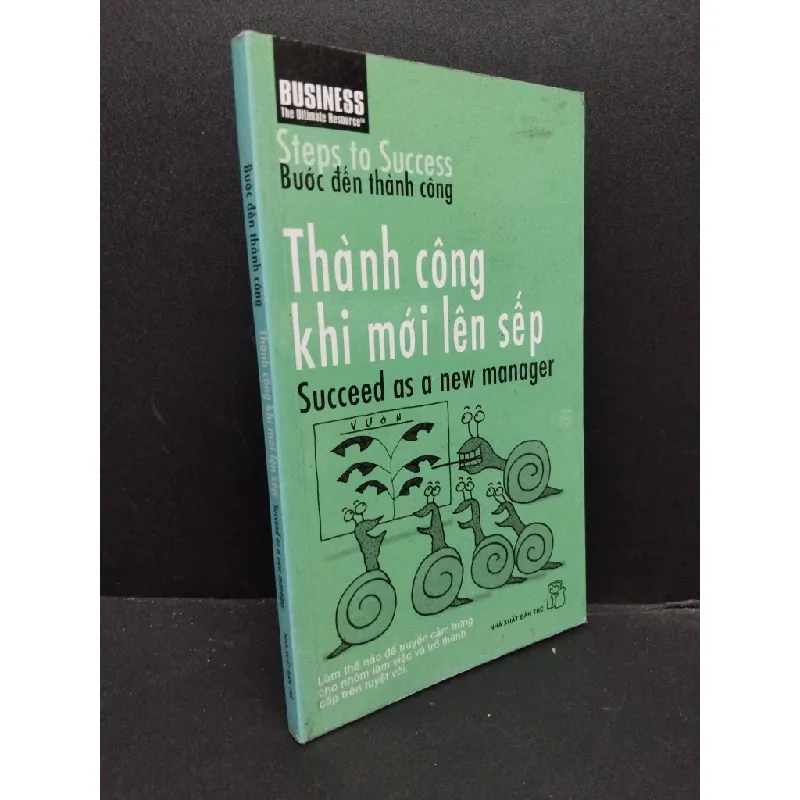 BUSINESS
The Ultimate Resource™
Steps to Success
Bước đến thành công
Thành công
khi mới lên sếp
Succeed as a new manager
VƯỜN
NHÀ XUẤT BẢN TRẺ
Làm thế nào để truyền cảm hứng
cho nhóm làm việc và trở thành
cấp trên tuyệt vời.
Bước đến thành công
Thành công khi mới lên sếp
Succeed as a new manager